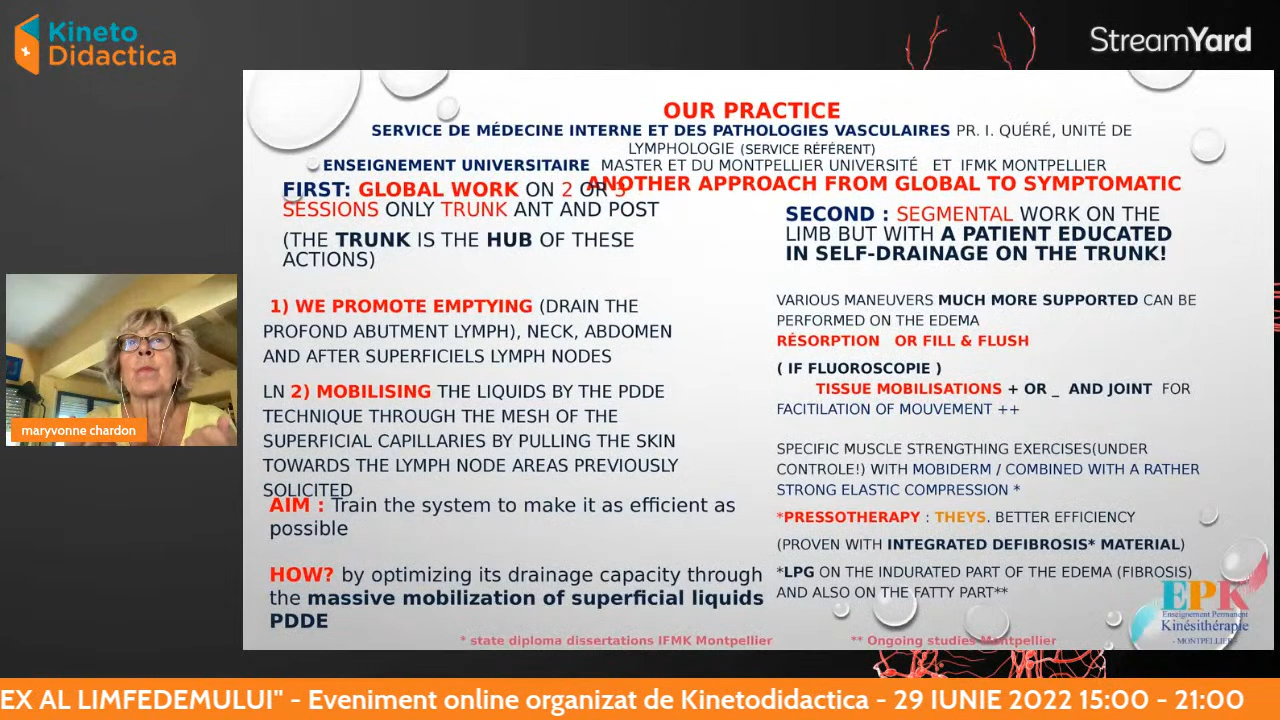 Kineto
Didactica
StreamYard
OUR PRACTICE
SERVICE DE MÉDECINE INTERNE ET DES PATHOLOGIES VASCULAIRES PR. I. QUÉRÉ, UNITÉ DE
LYMPHOLOGIE (SERVICE RÉFÉRENT)
ENSEIGNEMENT UNIVERSITAIRE MASTER ET DU MONTPELLIER UNIVERSITÉ ET IFMK MONTPELLIER
ANOTHER APPROACH FROM GLOBAL TO SYMPTOMATIC
FIRST: GLOBAL WORK ON 2 OR 3
SESSIONS ONLY TRUNK ANT AND POST
(THE TRUNK IS THE HUB OF THESE
ACTIONS)
1) WE PROMOTE EMPTYING (DRAIN THE
PROFOND ABUTMENT LYMPH), NECK, ABDOMEN
AND AFTER SUPERFICIELS LYMPH NODES
LN 2) MOBILISING THE LIQUIDS BY THE PDDE
TECHNIQUE THROUGH THE MESH OF THE
SUPERFICIAL CAPILLARIES BY PULLING THE SKIN
TOWARDS THE LYMPH NODE AREAS PREVIOUSLY
SOLICITED
AIM : Train the system to make it as efficient as
possible
HOW? by optimizing its drainage capacity through
the massive mobilization of superficial liquids
PDDE
SECOND : SEGMENTAL WORK ON THE
LIMB BUT WITH A PATIENT EDUCATED
IN SELF-DRAINAGE ON THE TRUNK!
VARIOUS MANEUVERS MUCH MORE SUPPORTED CAN BE
PERFORMED ON THE EDEMA
RÉSORPTION OR FILL & FLUSH
( IF FLUOROSCOPIE )
TISSUE MOBILISATIONS + OR _ AND JOINT FOR
FACITILATION OF MOUVEMENT ++
SPECIFIC MUSCLE STRENGTHING EXERCISES(UNDER
CONTROLE!) WITH MOBIDERM / COMBINED WITH A RATHER
STRONG ELASTIC COMPRESSION *
*PRESSOTHERAPY : THEYS. BETTER EFFICIENCY
(PROVEN WITH INTEGRATED DEFIBROSIS* MATERIAL)
*LPG ON THE INDURATED PART OF THE EDEMA (FIBROSIS)
AND ALSO ON THE FATTY PART**
EPK
Enseignement Permanent
Kinésithérapie
- MONTPELLIER -
* state diploma dissertations IFMK Montpellier
** Ongoing studies Montpellier
maryvonne chardon
EX AL LIMFEDEMULUI" - Eveniment online organizat de Kinetodidactica - 29 IUNIE 2022 15:00 - 21:00